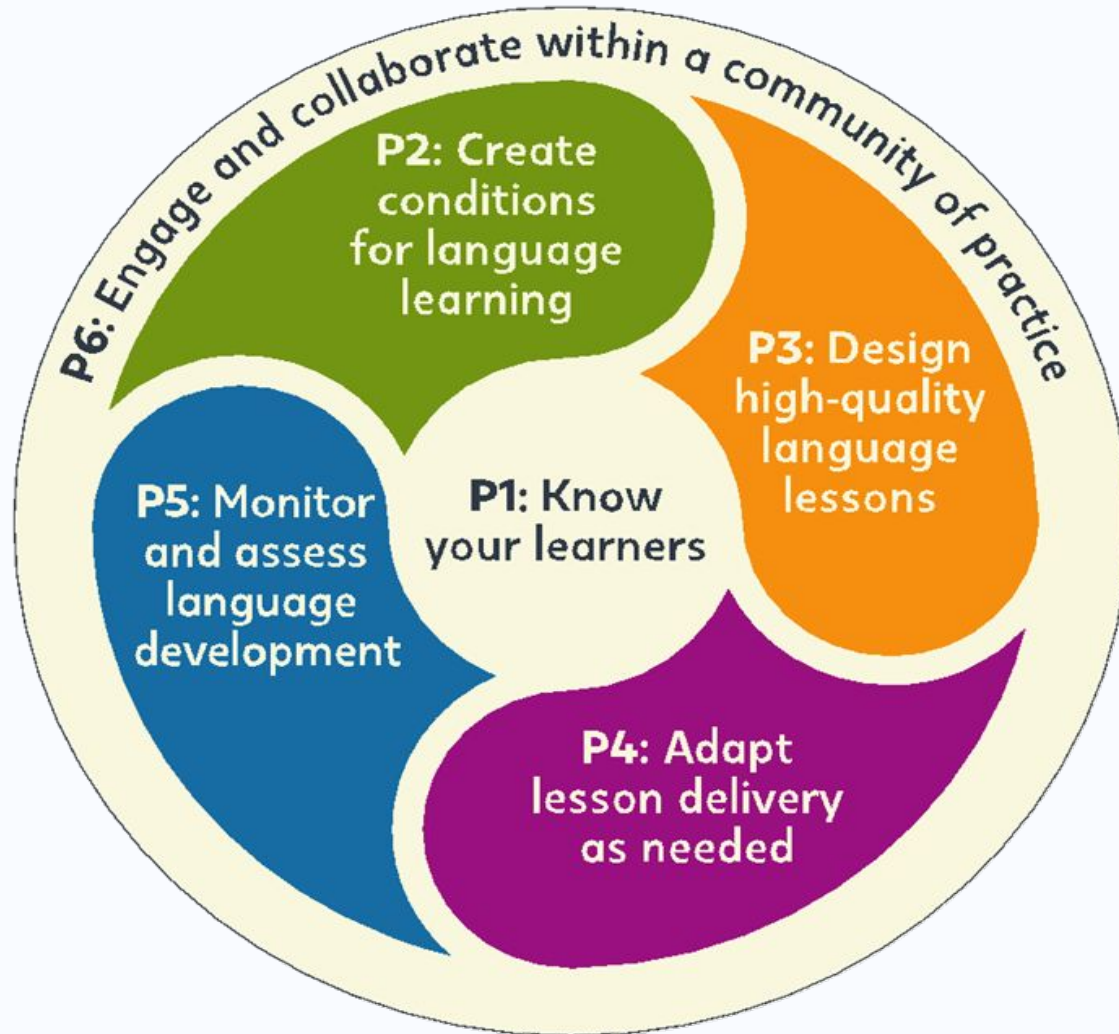 P6: Engage and collaborate within a community of practice
P2: Create
conditions
for language
learning
P3: Design
high-quality
language
lessons
P1: Know
your learners
P5: Monitor
and assess
language
development
P4: Adapt
lesson delivery
as needed